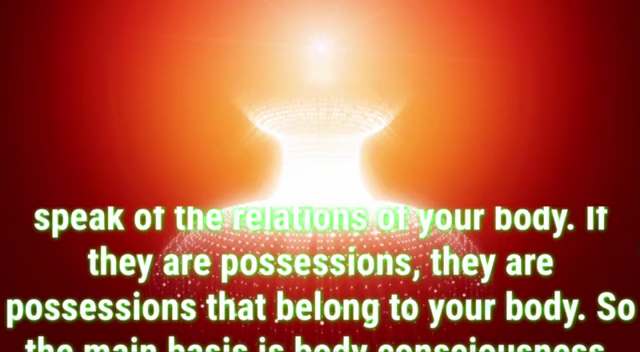 speak of the relations of your body. If
they are possessions, they are
possessions that belong to your body. So
the main basis is body consciousness.